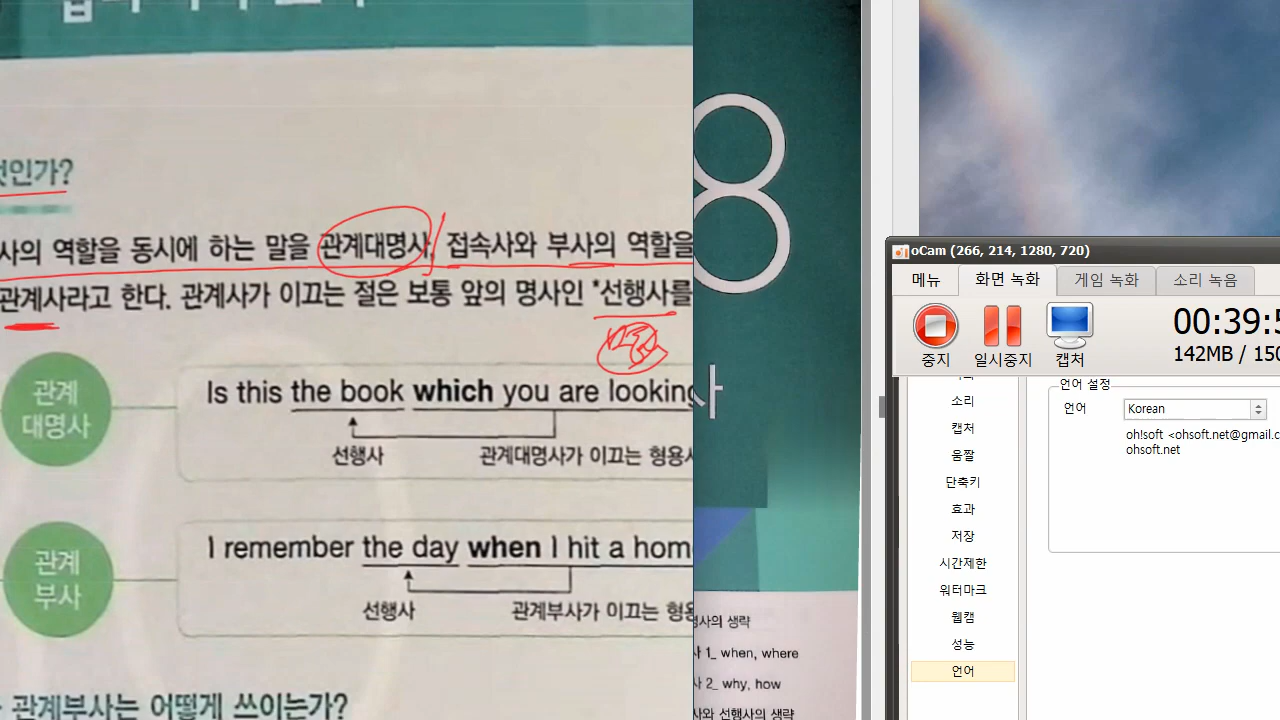 것인가?
사의 역할을 동시에 하는 말을 관계대명사, 접속사와 부사의 역할을
관계사라고 한다. 관계사가 이끄는 절은 보통 앞의 명사인 *선행사를
관계
대명사
Is this the book which you are looking
선행사
관계대명사가 이끄는 형용사
관계
부사
I remember the day when I hit a hom
선행사
관계부사가 이끄는 형용
관계부사는 어떻게 쓰이는가?
8
사
명사의 생략
사 1_ when, where
사 2_ why, how
사와 선행사의 생략
oCam (266, 214, 1280, 720)
메뉴
화면 녹화
게임 녹화
소리 녹음
중지
일시중지
캡처
00:39:5
142MB / 150
소리
캡처
움짤
단축키
효과
저장
시간제한
워터마크
웹캠
성능
언어
언어 설정
언어
Korean
oh!soft <ohsoft.net@gmail.c
ohsoft.net